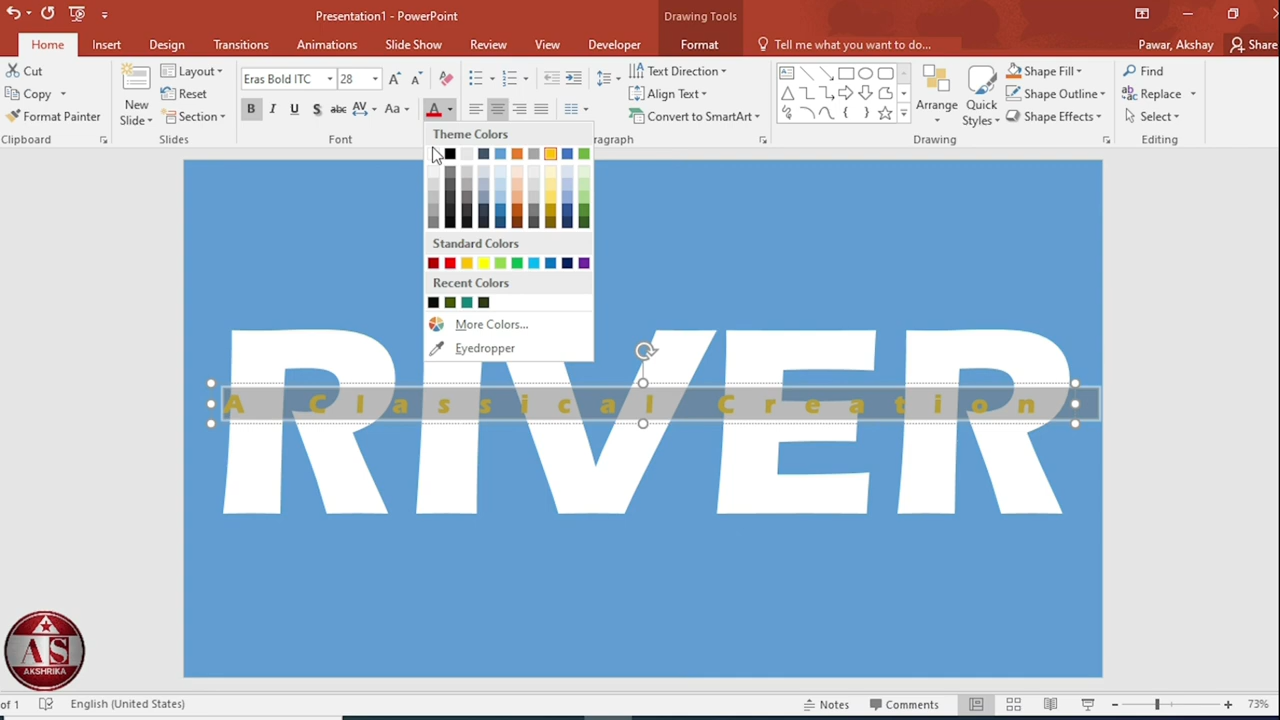 Presentation1 - PowerPoint
Drawing Tools
Home Insert Design Transitions Animations Slide Show Review View Developer Format Tell me what you want to do... Pawar, Akshay Share
Cut
Copy
Format Painter
Clipboard
New Slide
Layout
Reset
Section
Slides
Eras Bold ITC 28
B I U S abc AV Aa A
Font
Text Direction
Align Text
Convert to SmartArt
ragraph
Arrange
Quick Styles
Shape Fill
Shape Outline
Shape Effects
Drawing
Find
Replace
Select
Editing
Theme Colors
Standard Colors
Recent Colors
More Colors...
Eyedropper
RIVER
A Classical Creation
AS
AKSHRIKA
of 1 English (United States) Notes Comments 73%